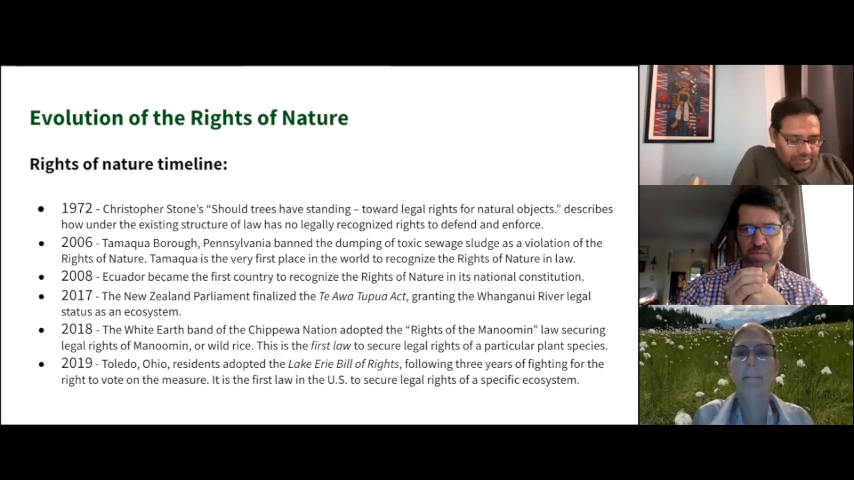 Evolution of the Rights of Nature
Rights of nature timeline:
● 1972 - Christopher Stone's "Should trees have standing – toward legal rights for natural objects." describes
how under the existing structure of law has no legally recognized rights to defend and enforce.
● 2006 - Tamaqua Borough, Pennsylvania banned the dumping of toxic sewage sludge as a violation of the
Rights of Nature. Tamaqua is the very first place in the world to recognize the Rights of Nature in law.
● 2008 - Ecuador became the first country to recognize the Rights of Nature in its national constitution.
● 2017 - The New Zealand Parliament finalized the Te Awa Tupua Act, granting the Whanganui River legal
status as an ecosystem.
● 2018 - The White Earth band of the Chippewa Nation adopted the "Rights of the Manoomin" law securing
legal rights of Manoomin, or wild rice. This is the first law to secure legal rights of a particular plant species.
● 2019 - Toledo, Ohio, residents adopted the Lake Erie Bill of Rights, following three years of fighting for the
right to vote on the measure. It is the first law in the U.S. to secure legal rights of a specific ecosystem.